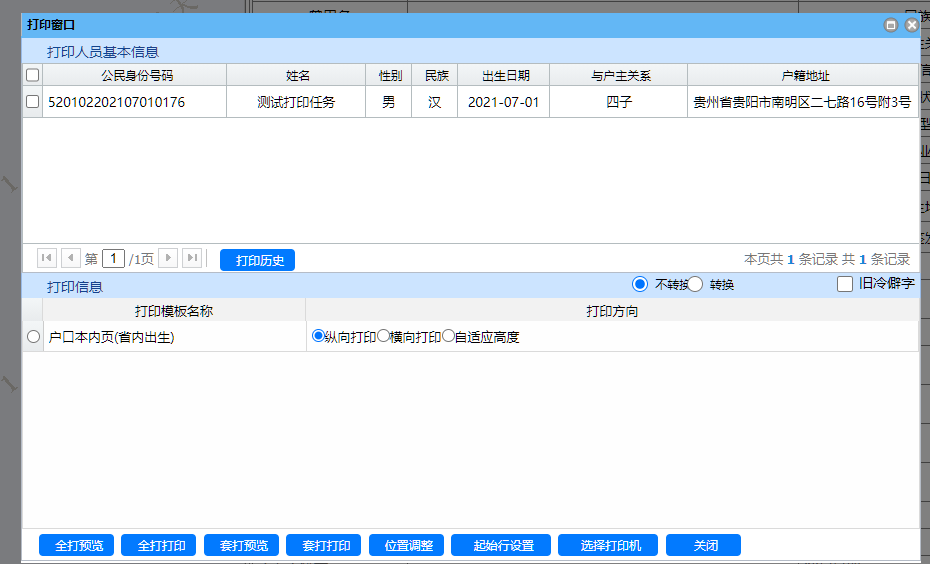 打印窗口
打印人员基本信息
公民身份号码 姓名 性别 民族 出生日期 与户主关系 户籍地址
520102202107010176 测试打印任务 男 汉 2021-07-01 四子 贵州省贵阳市南明区二七路16号附3号
第 1 /1页 打印历史 本页共 1 条记录 共 1 条记录
打印信息 不转换 转换 旧冷僻字
打印模板名称 打印方向
户口本内页(省内出生) 纵向打印 横向打印 自适应高度
全打预览 全打打印 套打预览 套打打印 位置调整 起始行设置 选择打印机 关闭